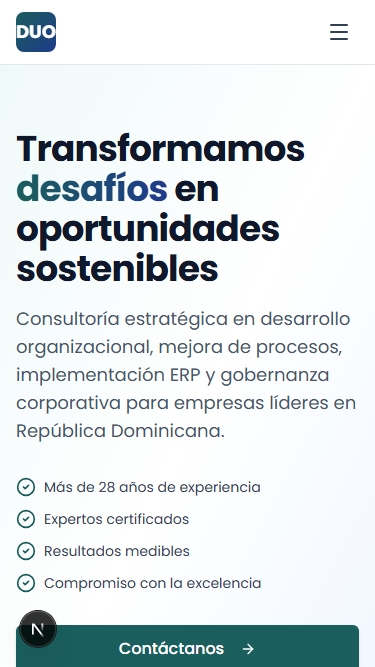 DUO
Transformamos
desafíos en
oportunidades
sostenibles
Consultoría estratégica en desarrollo
organizacional, mejora de procesos,
implementación ERP y gobernanza
corporativa para empresas líderes en
República Dominicana.
Más de 28 años de experiencia
Expertos certificados
Resultados medibles
Compromiso con la excelencia
N
Contáctanos